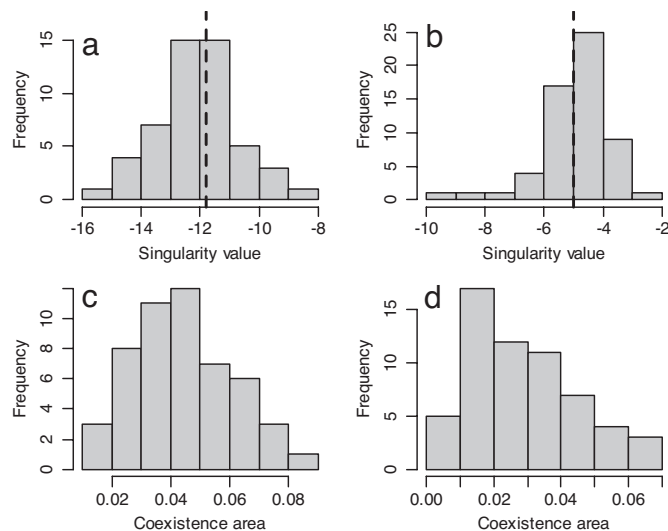 a
Frequency
15
10
5
0
-16 -14 -12 -10 -8
Singularity value
b
Frequency
25
20
15
10
5
0
-10 -8 -6 -4 -2
Singularity value
c
Frequency
10
8
6
4
2
0
0.02 0.04 0.06 0.08
Coexistence area
d
Frequency
15
10
5
0
0.00 0.02 0.04 0.06
Coexistence area